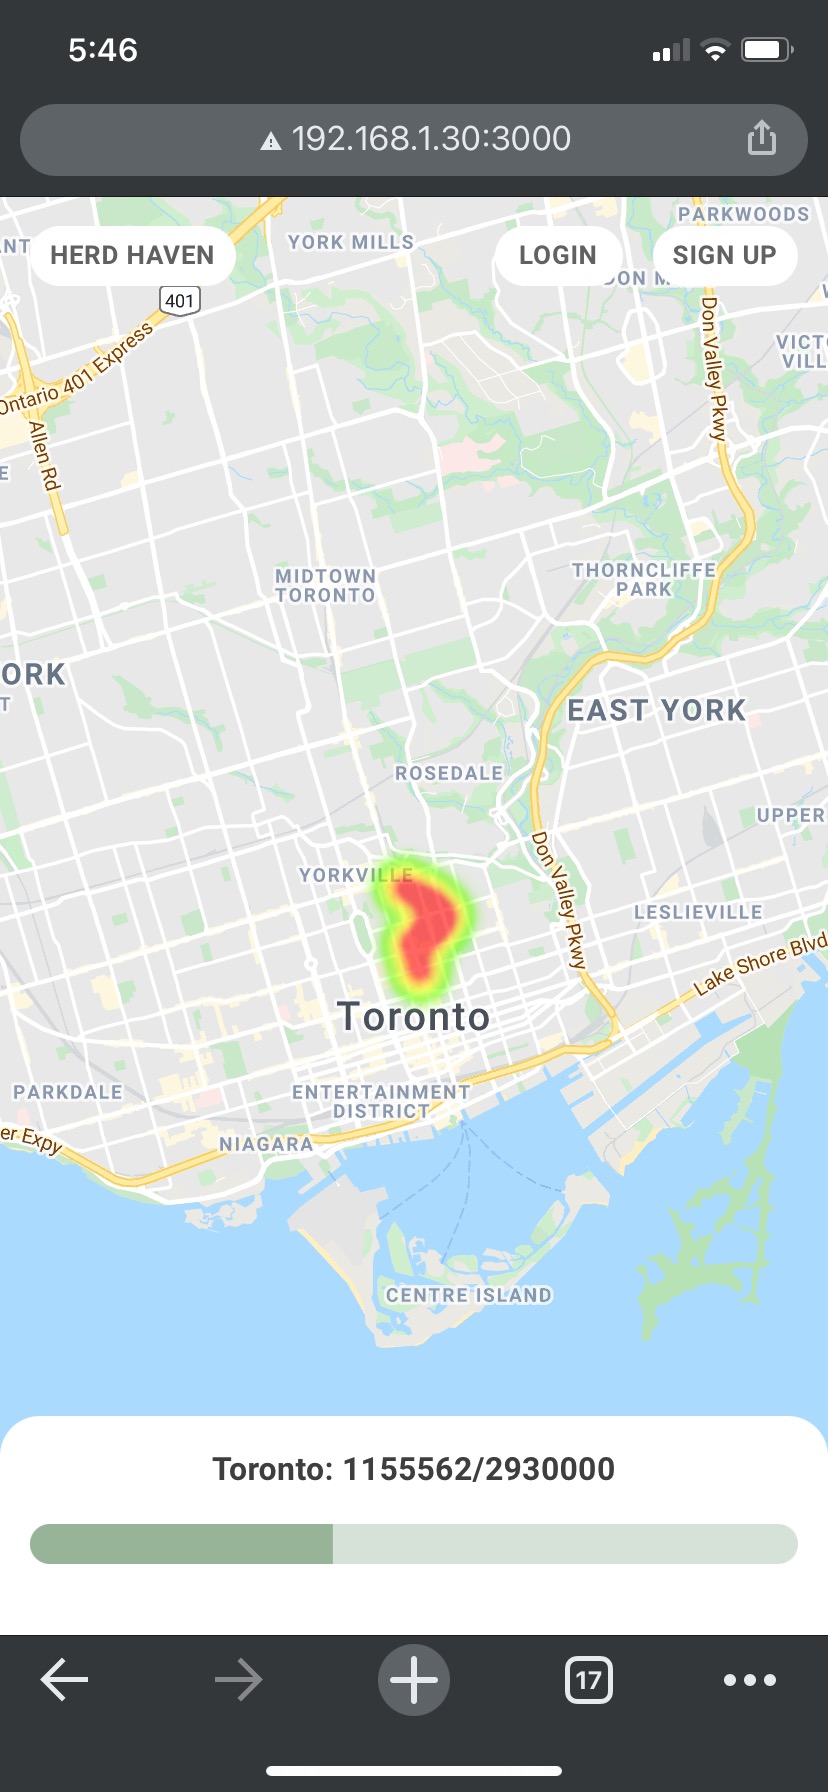 5:46
192.168.1.30:3000
PARKWOODS
HERD HAVEN
YORK MILLS
LOGIN
SIGN UP
401
Ontario 401 Express
Allen Rd
Don Valley Pkwy
VICT
VILL
MIDTOWN
TORONTO
THORNCLIFFE
PARK
ORK
EAST YORK
ROSEDALE
UPPER
YORKVILLE
Don Valley Pkwy
LESLIEVILLE
Lake Shore Blvd
Toronto
PARKDALE
ENTERTAINMENT
DISTRICT
er Expy
NIAGARA
CENTRE ISLAND
Toronto: 1155562/2930000
17